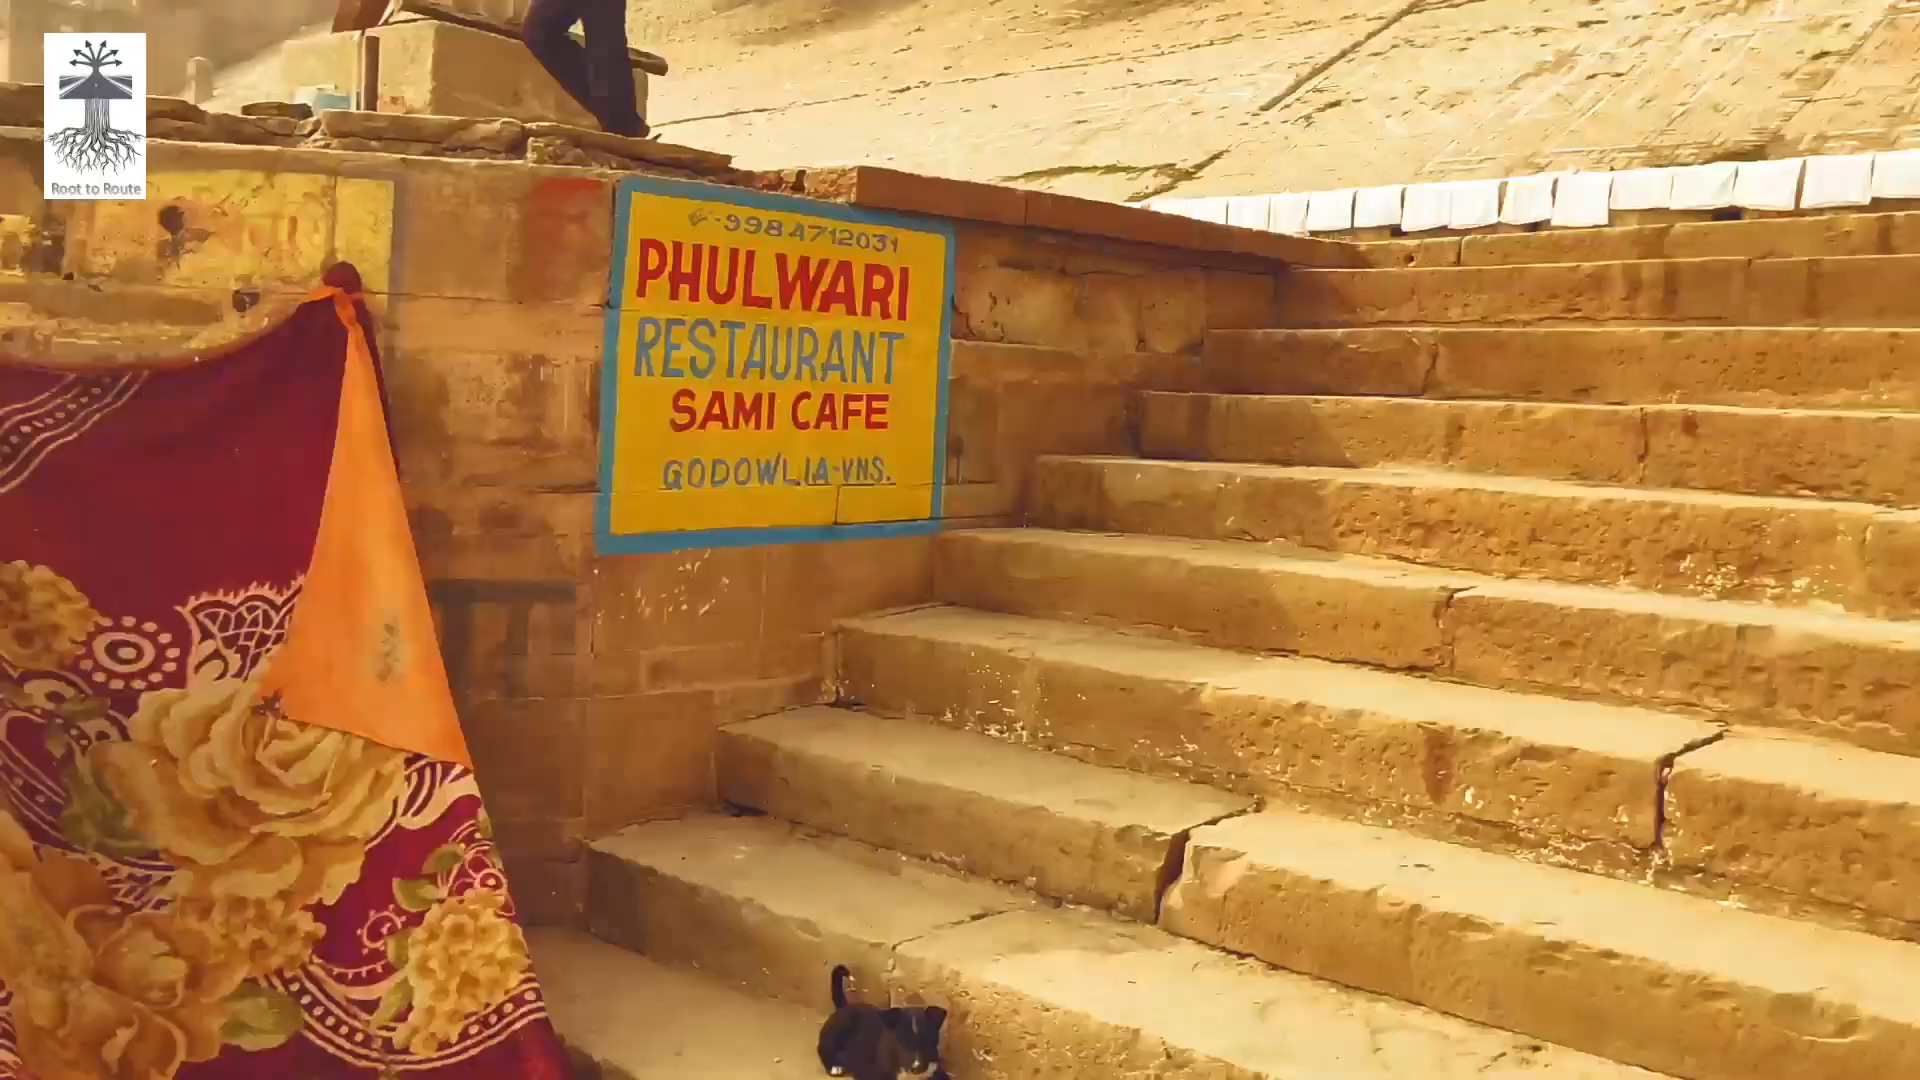 Root to Route
-9984712031
PHULWARI
RESTAURANT
SAMI CAFE
GODOWLIA-VNS.